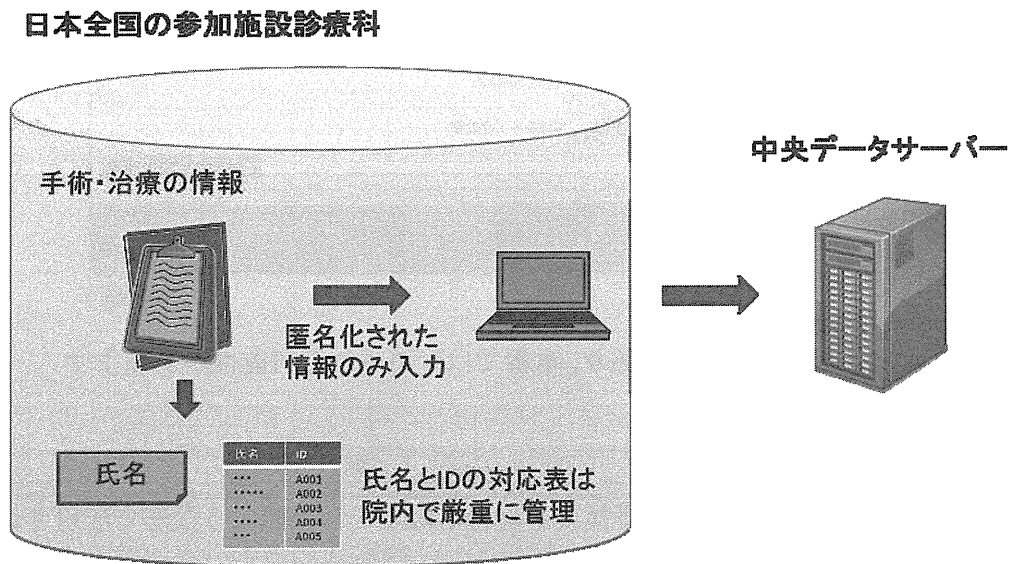 日本全国の参加施設診療科
中央データサーバー
手術・治療の情報
匿名化された
情報のみ入力
氏名
氏名 ID
••• A001
••••• A002
••• A003
•••• A004
••• A005
氏名とIDの対応表は
院内で厳重に管理